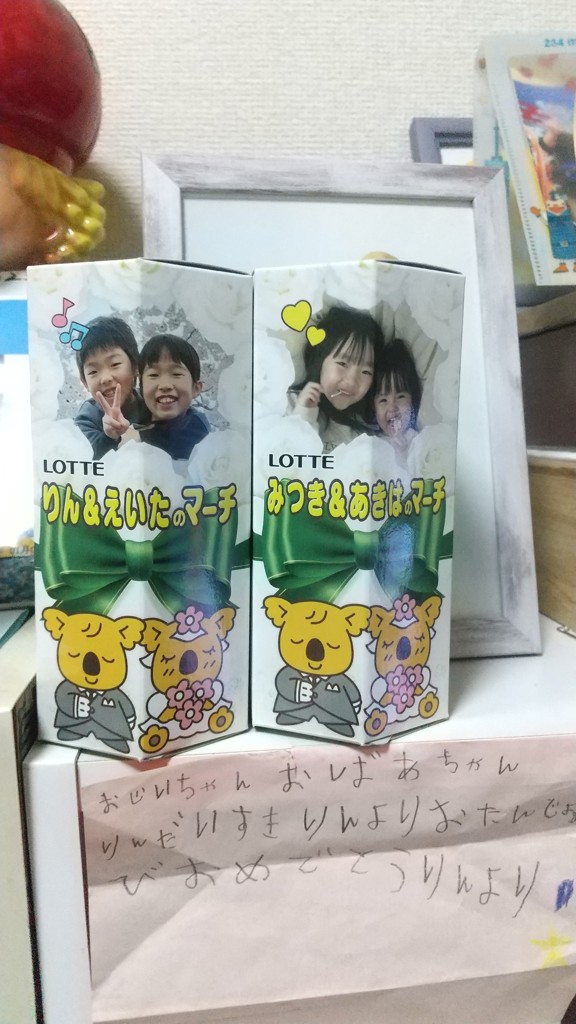 254
LOTTE
りん&えいたのマーチ
LOTTE
みつき&あきはのマーチ
おじいちゃん おばあちゃん
りんだいすき りんより おたんじょ
びおめでとうりんより